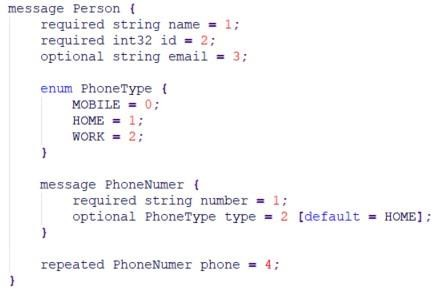 message Person {
    required string name = 1;
    required int32 id = 2;
    optional string email = 3;

    enum PhoneType {
        MOBILE = 0;
        HOME = 1;
        WORK = 2;
    }

    message PhoneNumer {
        required string number = 1;
        optional PhoneType type = 2 [default = HOME];
    }

    repeated PhoneNumer phone = 4;
}